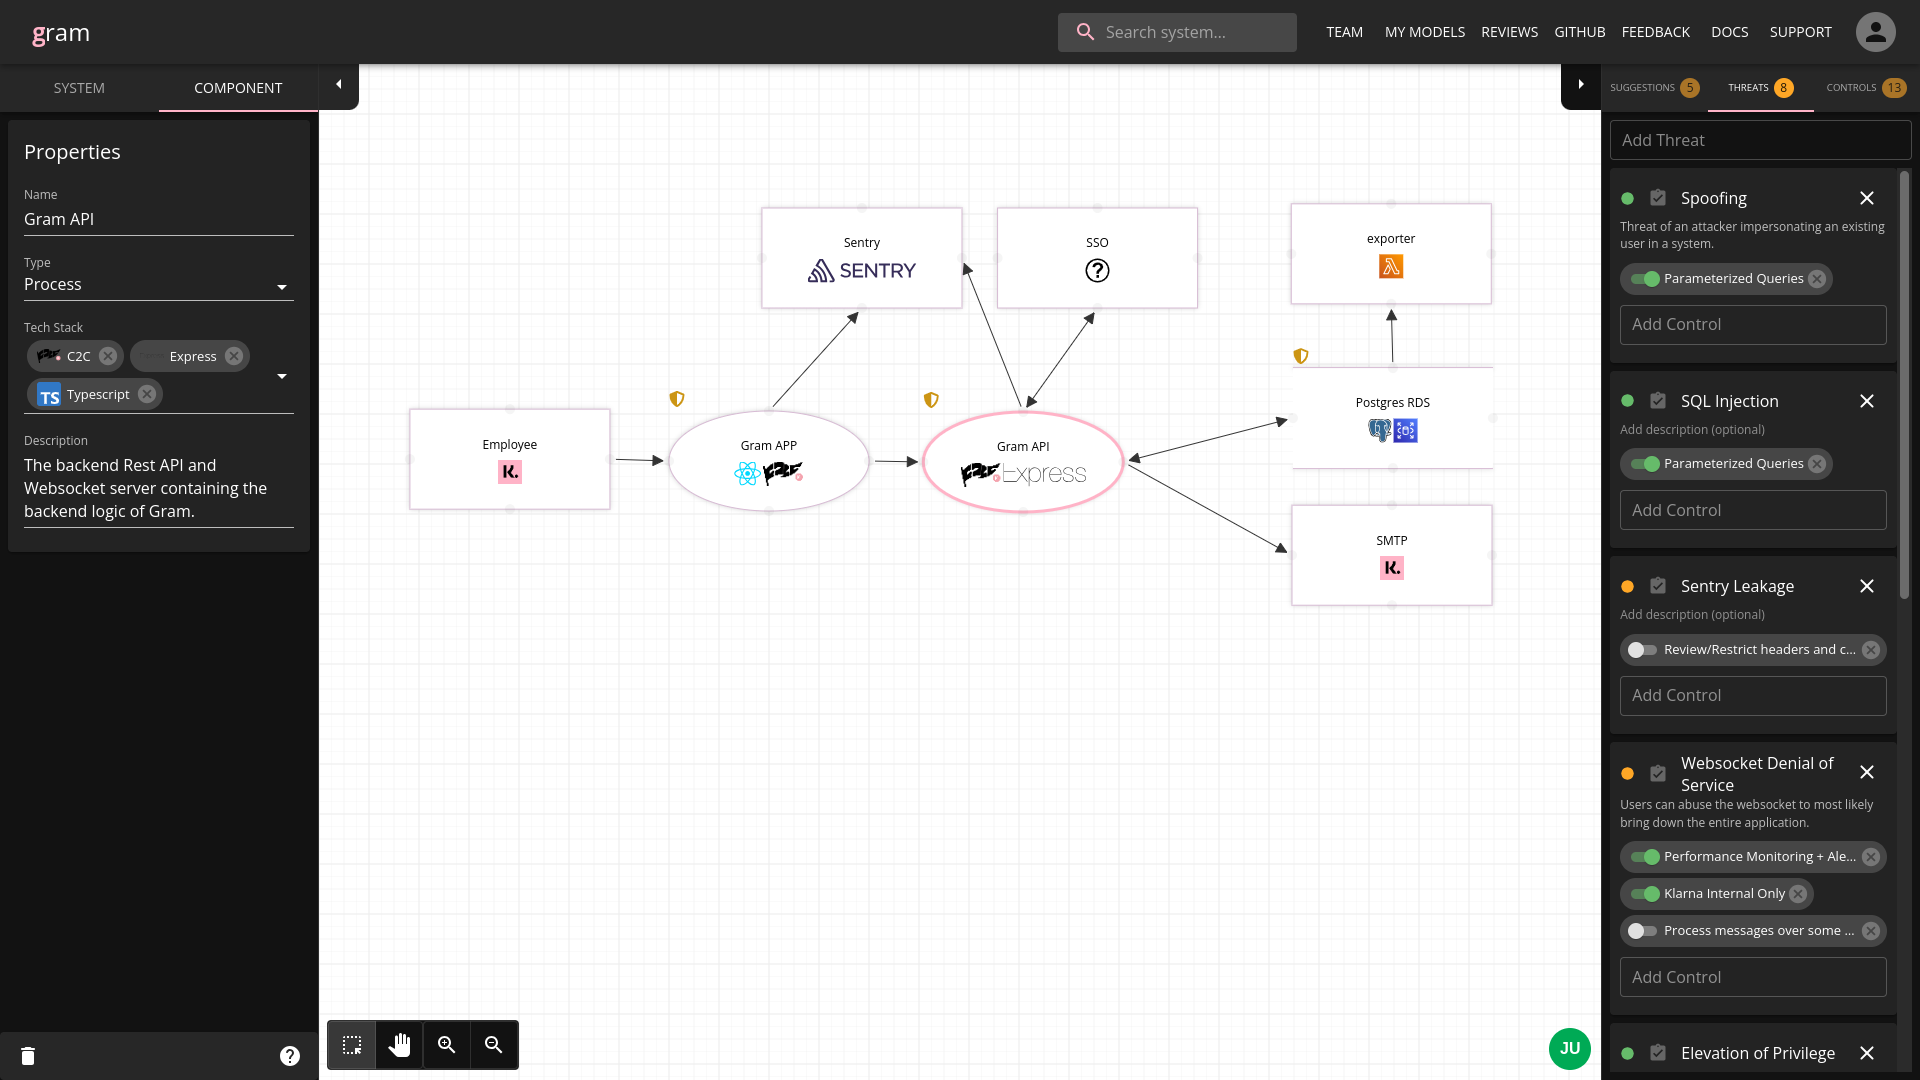 gram
Search system...
TEAM
MY MODELS
REVIEWS
GITHUB
FEEDBACK
DOCS
SUPPORT
SYSTEM
COMPONENT
Properties
Name
Gram API
Type
Process
Tech Stack
C2C
Express
TS
Typescript
Description
The backend Rest API and
Websocket server containing the
backend logic of Gram.
Sentry
SENTRY
SSO
?
exporter
Employee
K.
Gram APP
Gram API
Express
Postgres RDS
SMTP
K.
JU
SUGGESTIONS 5
THREATS 8
CONTROLS 13
Add Threat
Spoofing
Threat of an attacker impersonating an existing
user in a system.
Parameterized Queries
Add Control
SQL Injection
Add description (optional)
Parameterized Queries
Add Control
Sentry Leakage
Add description (optional)
Review/Restrict headers and c...
Add Control
Websocket Denial of
Service
Users can abuse the websocket to most likely
bring down the entire application.
Performance Monitoring + Ale...
Klarna Internal Only
Process messages over some ...
Add Control
Elevation of Privilege